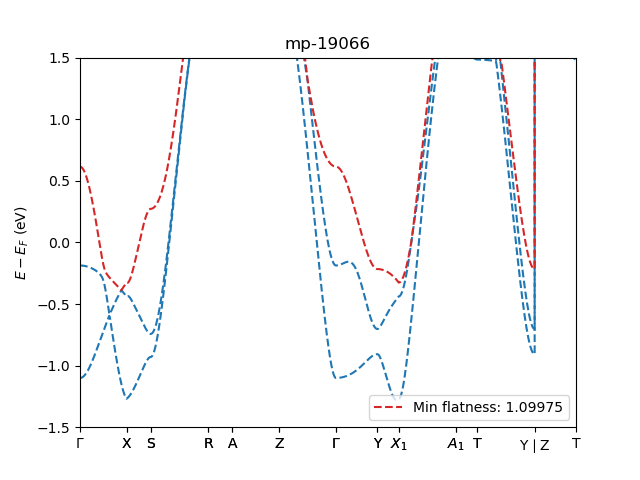 mp-19066
E − E_F (eV)
1.5
1.0
0.5
0.0
−0.5
−1.0
−1.5
Min flatness: 1.09975
Γ X S R A Z Γ Y X₁ A₁ T Y | Z T